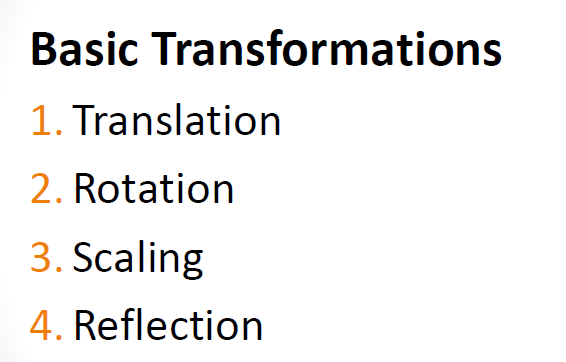 Basic Transformations
1. Translation
2. Rotation
3. Scaling
4. Reflection